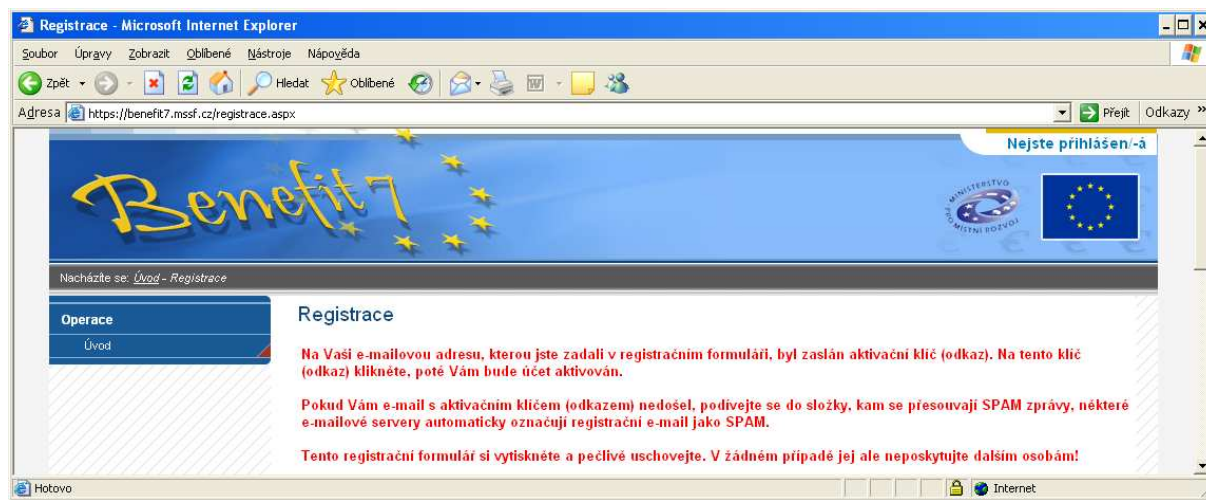 Registrace - Microsoft Internet Explorer
Soubor Úpravy Zobrazit Oblíbené Nástroje Nápověda
Zpět Hledat Oblíbené
Adresa https://benefit7.mssf.cz/registrace.aspx Přejít Odkazy »
Nejste přihlášen/-á
Benefit7
MINISTERSTVO PRO MÍSTNÍ ROZVOJ
Nacházíte se: Úvod - Registrace
Operace
Úvod
Registrace
Na Vaši e-mailovou adresu, kterou jste zadali v registračním formuláři, byl zaslán aktivační klíč (odkaz). Na tento klíč
(odkaz) klikněte, poté Vám bude účet aktivován.
Pokud Vám e-mail s aktivačním klíčem (odkazem) nedošel, podívejte se do složky, kam se přesouvají SPAM zprávy, některé
e-mailové servery automaticky označují registrační e-mail jako SPAM.
Tento registrační formulář si vytiskněte a pečlivě uschovejte. V žádném případě jej ale neposkytujte dalším osobám!
Hotovo Internet